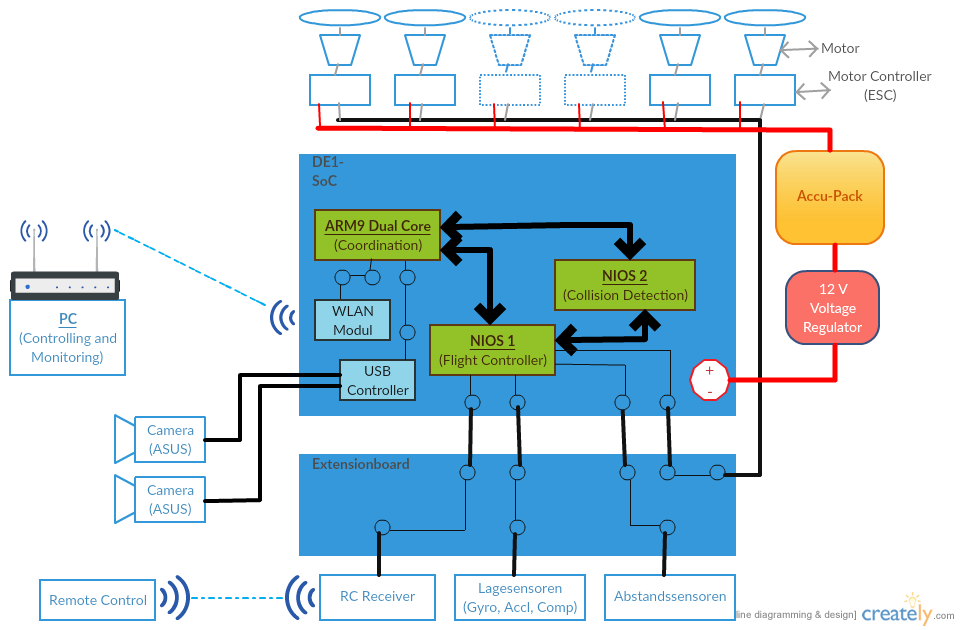 Motor
Motor Controller
(ESC)
DE1-
SoC
Accu-Pack
ARM9 Dual Core
(Coordination)
NIOS 2
(Collision Detection)
12 V
Voltage
Regulator
WLAN
Modul
PC
(Controlling and
Monitoring)
NIOS 1
(Flight Controller)
USB
Controller
+
-
Camera
(ASUS)
Camera
(ASUS)
Extensionboard
Remote Control
RC Receiver
Lagesensoren
(Gyro, Accl, Comp)
Abstandssensoren
line diagramming & design] creately.com